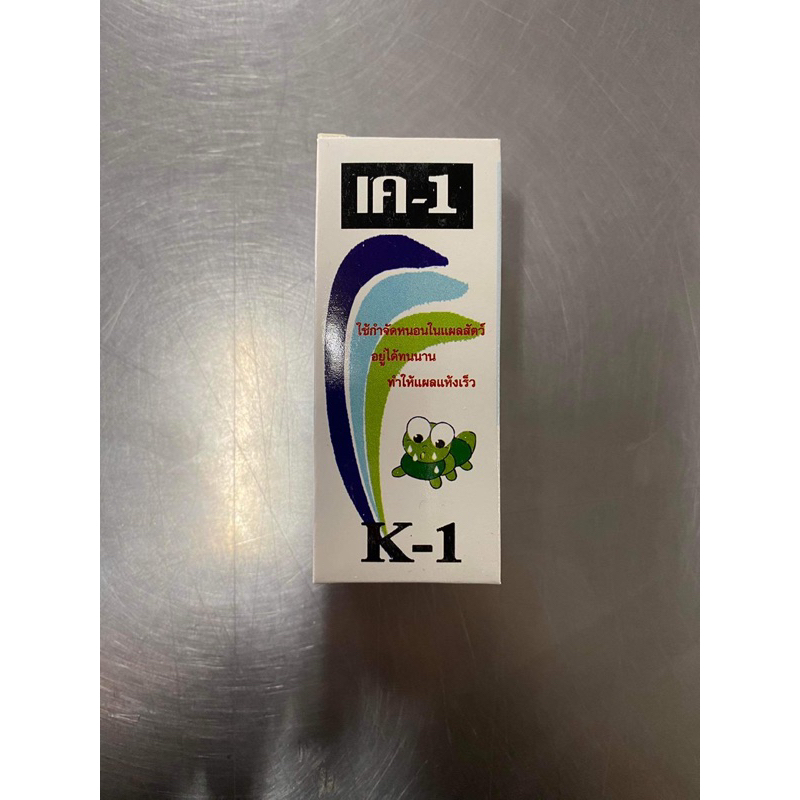 เค-1
ใช้กำจัดหนอนในแผลสัตว์
อยู่ได้ทนนาน
ทำให้แผลแห้งเร็ว
K-1